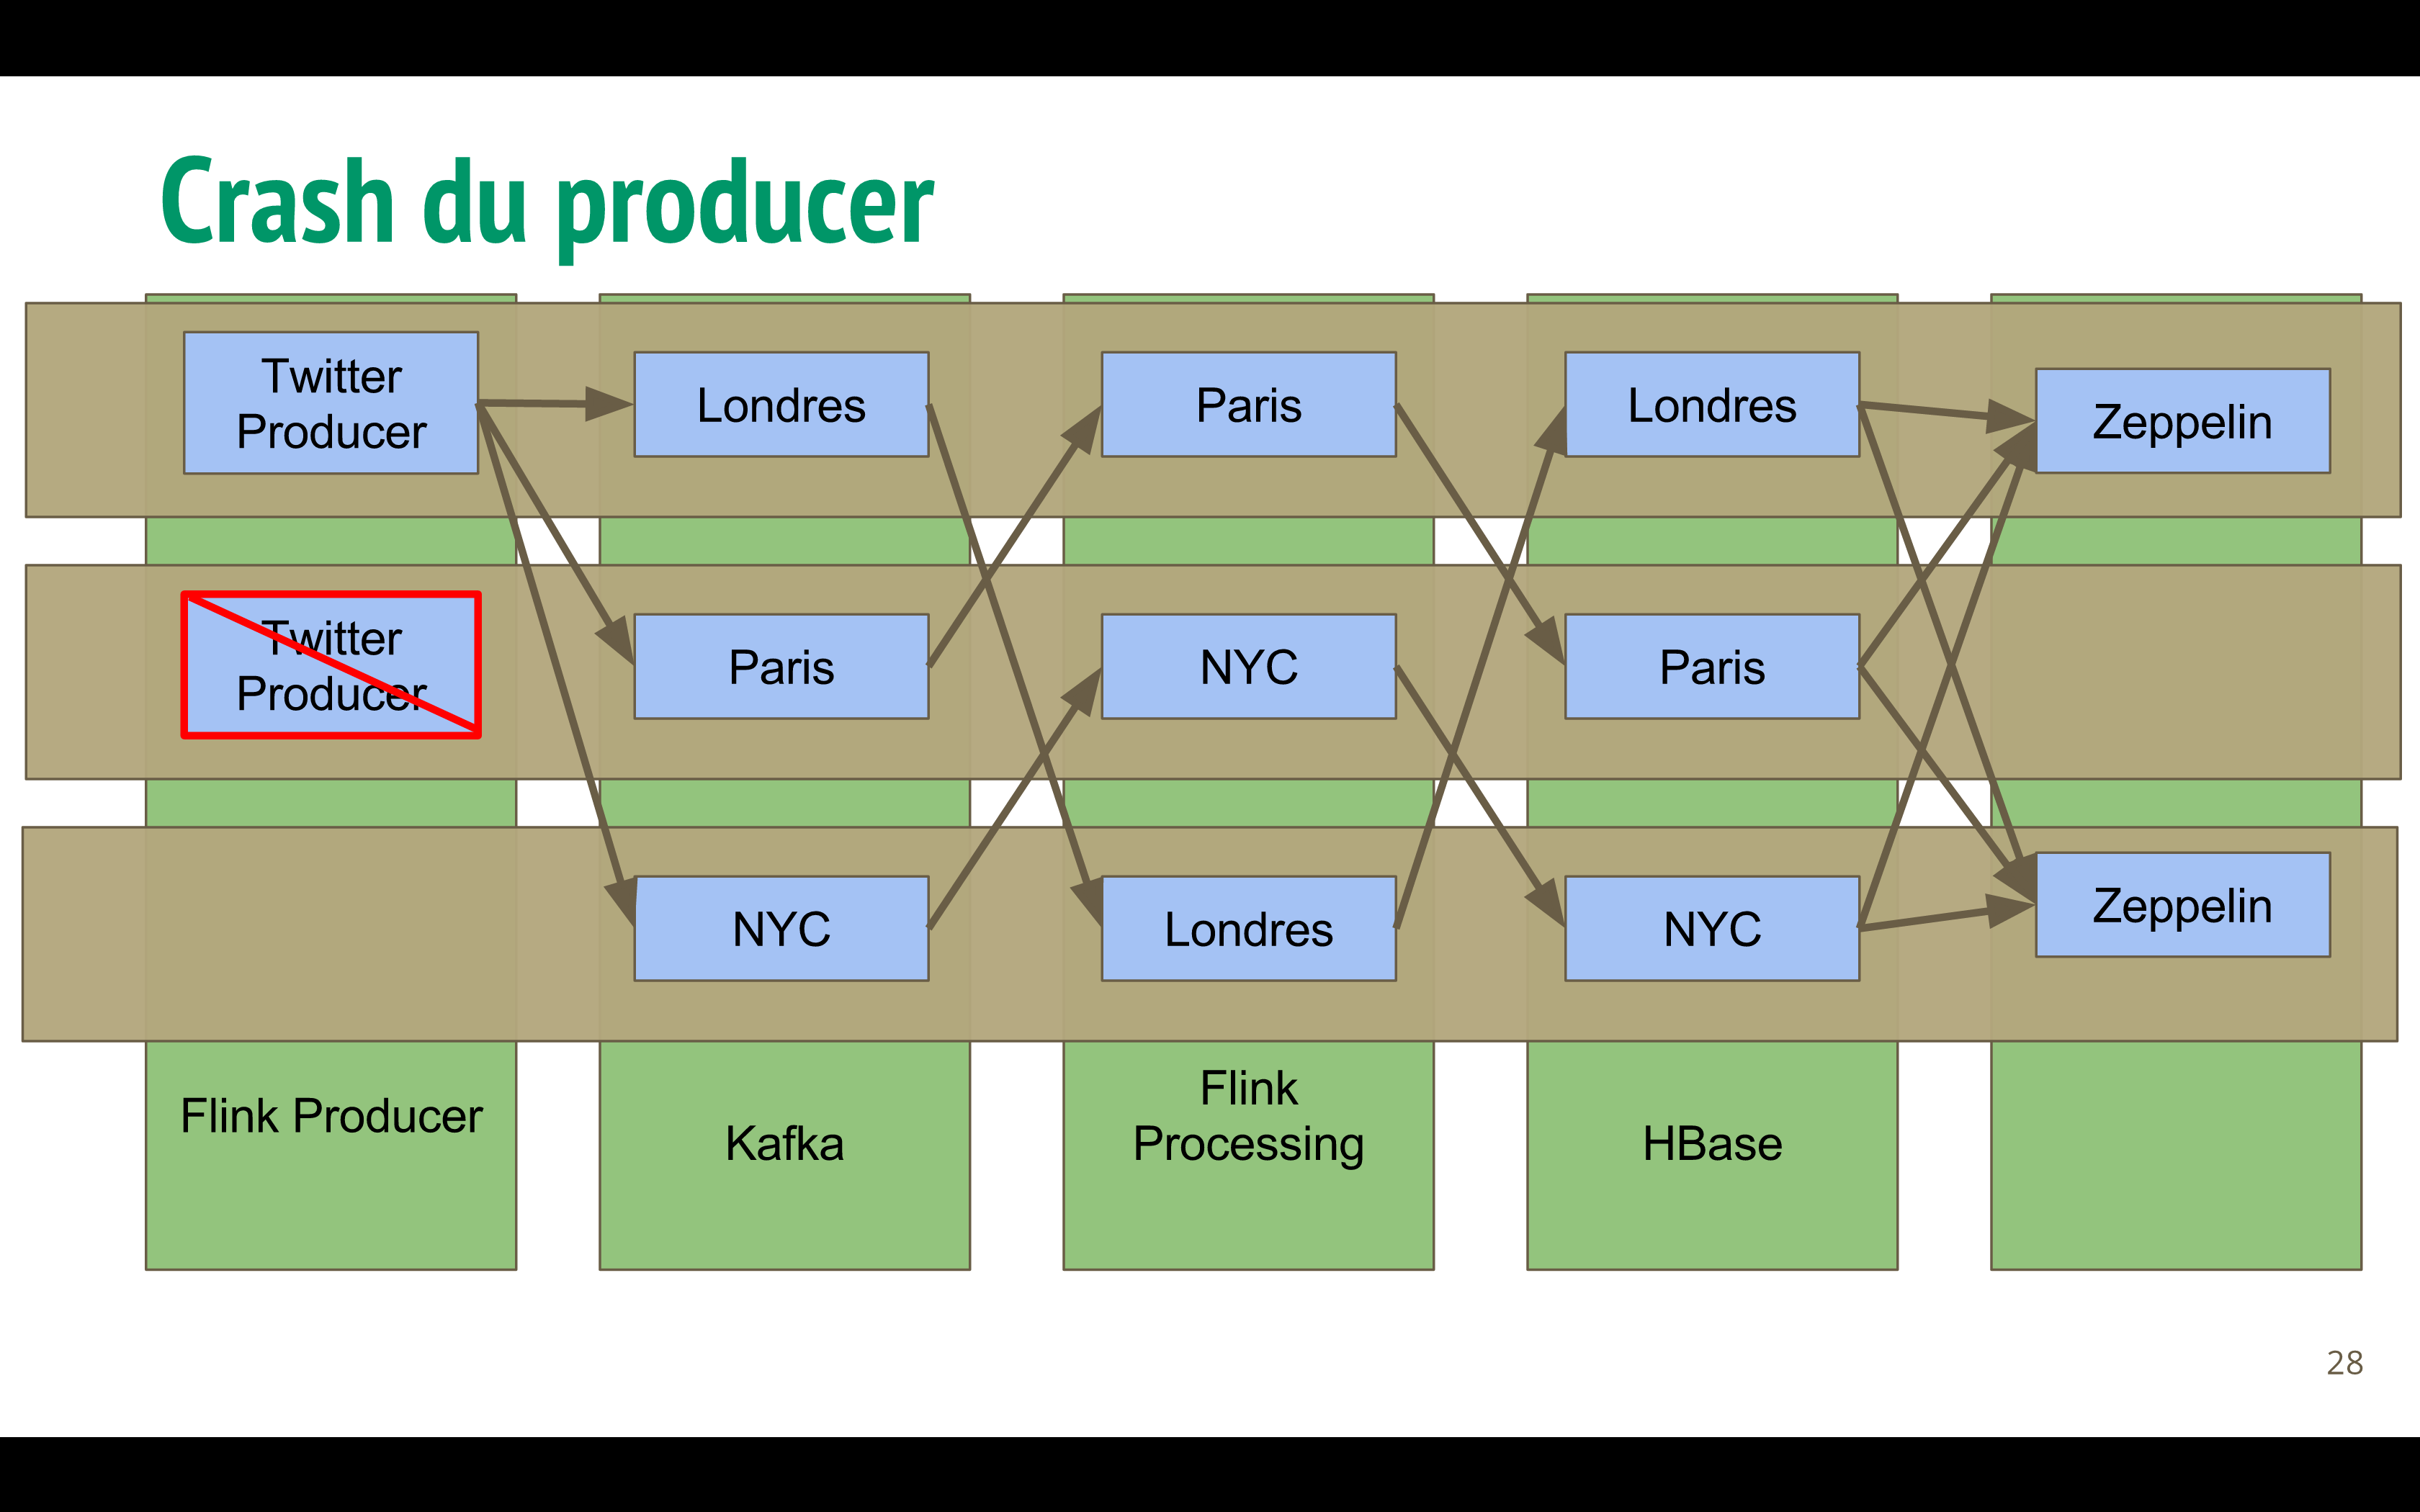 Crash du producer
Twitter
Producer
Londres
Paris
Londres
Zeppelin
Twitter
Producer
Paris
NYC
Paris
NYC
Londres
NYC
Zeppelin
Flink Producer
Kafka
Flink
Processing
HBase
28